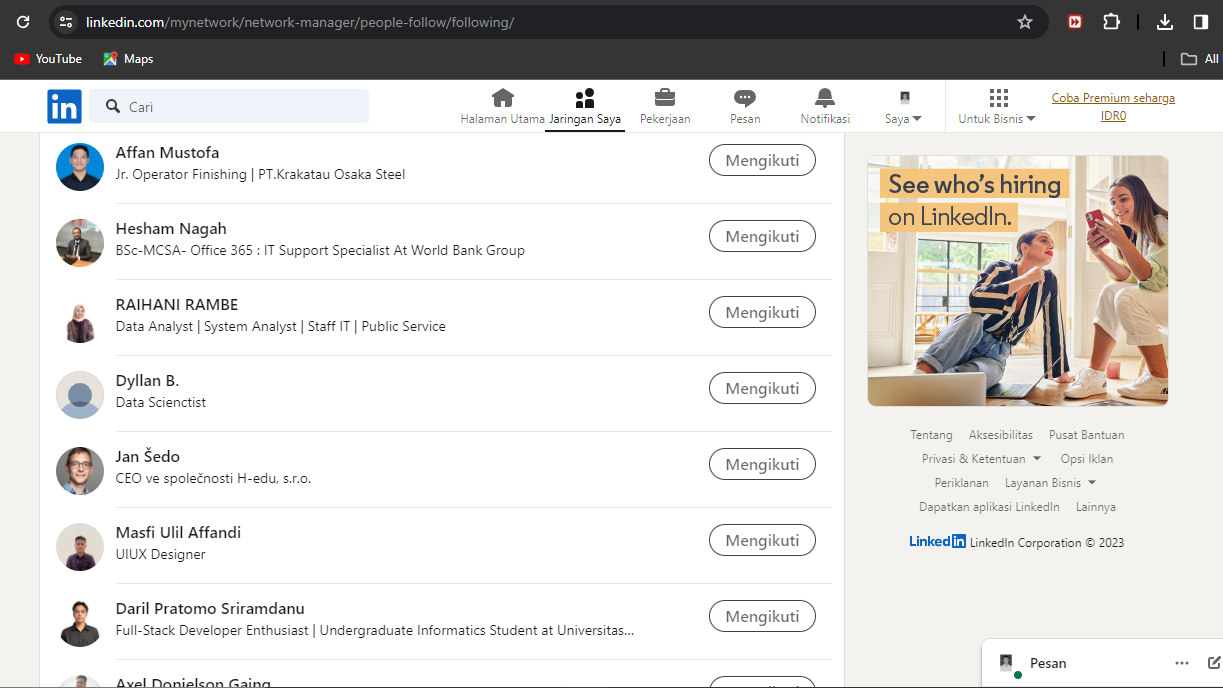 linkedin.com/mynetwork/network-manager/people-follow/following/
YouTube
Maps
All
in
Cari
Halaman Utama
Jaringan Saya
Pekerjaan
Pesan
Notifikasi
Saya
Untuk Bisnis
Coba Premium seharga
IDR0
Affan Mustofa
Jr. Operator Finishing | PT.Krakatau Osaka Steel
Mengikuti
Hesham Nagah
BSc-MCSA- Office 365 : IT Support Specialist At World Bank Group
Mengikuti
RAIHANI RAMBE
Data Analyst | System Analyst | Staff IT | Public Service
Mengikuti
Dyllan B.
Data Scienctist
Mengikuti
Jan Šedo
CEO ve společnosti H-edu, s.r.o.
Mengikuti
Masfi Ulil Affandi
UIUX Designer
Mengikuti
Daril Pratomo Sriramdanu
Full-Stack Developer Enthusiast | Undergraduate Informatics Student at Universitas...
Mengikuti
Axel Donielson Gaing
See who's hiring
on LinkedIn.
Tentang Aksesibilitas Pusat Bantuan
Privasi & Ketentuan Opsi Iklan
Periklanan Layanan Bisnis
Dapatkan aplikasi LinkedIn Lainnya
LinkedIn LinkedIn Corporation © 2023
Pesan